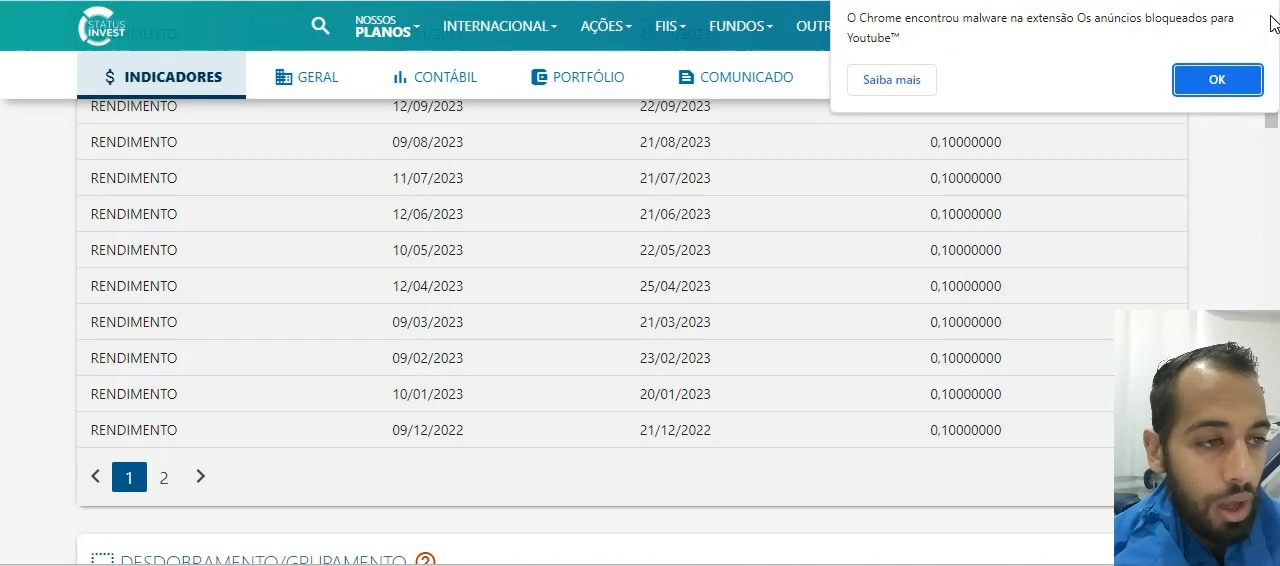 STATUS
INVEST
NOSSOS
PLANOS
INTERNACIONAL
AÇÕES
FIIS
FUNDOS
OUTR
O Chrome encontrou malware na extensão Os anúncios bloqueados para
Youtube™
Saiba mais
OK
$ INDICADORES
GERAL
CONTÁBIL
PORTFÓLIO
COMUNICADO
RENDIMENTO 12/09/2023 22/09/2023
RENDIMENTO 09/08/2023 21/08/2023 0,10000000
RENDIMENTO 11/07/2023 21/07/2023 0,10000000
RENDIMENTO 12/06/2023 21/06/2023 0,10000000
RENDIMENTO 10/05/2023 22/05/2023 0,10000000
RENDIMENTO 12/04/2023 25/04/2023 0,10000000
RENDIMENTO 09/03/2023 21/03/2023 0,10000000
RENDIMENTO 09/02/2023 23/02/2023 0,10000000
RENDIMENTO 10/01/2023 20/01/2023 0,10000000
RENDIMENTO 09/12/2022 21/12/2022 0,10000000
1 2
DESDOBRAMENTO/GRUPAMENTO ?